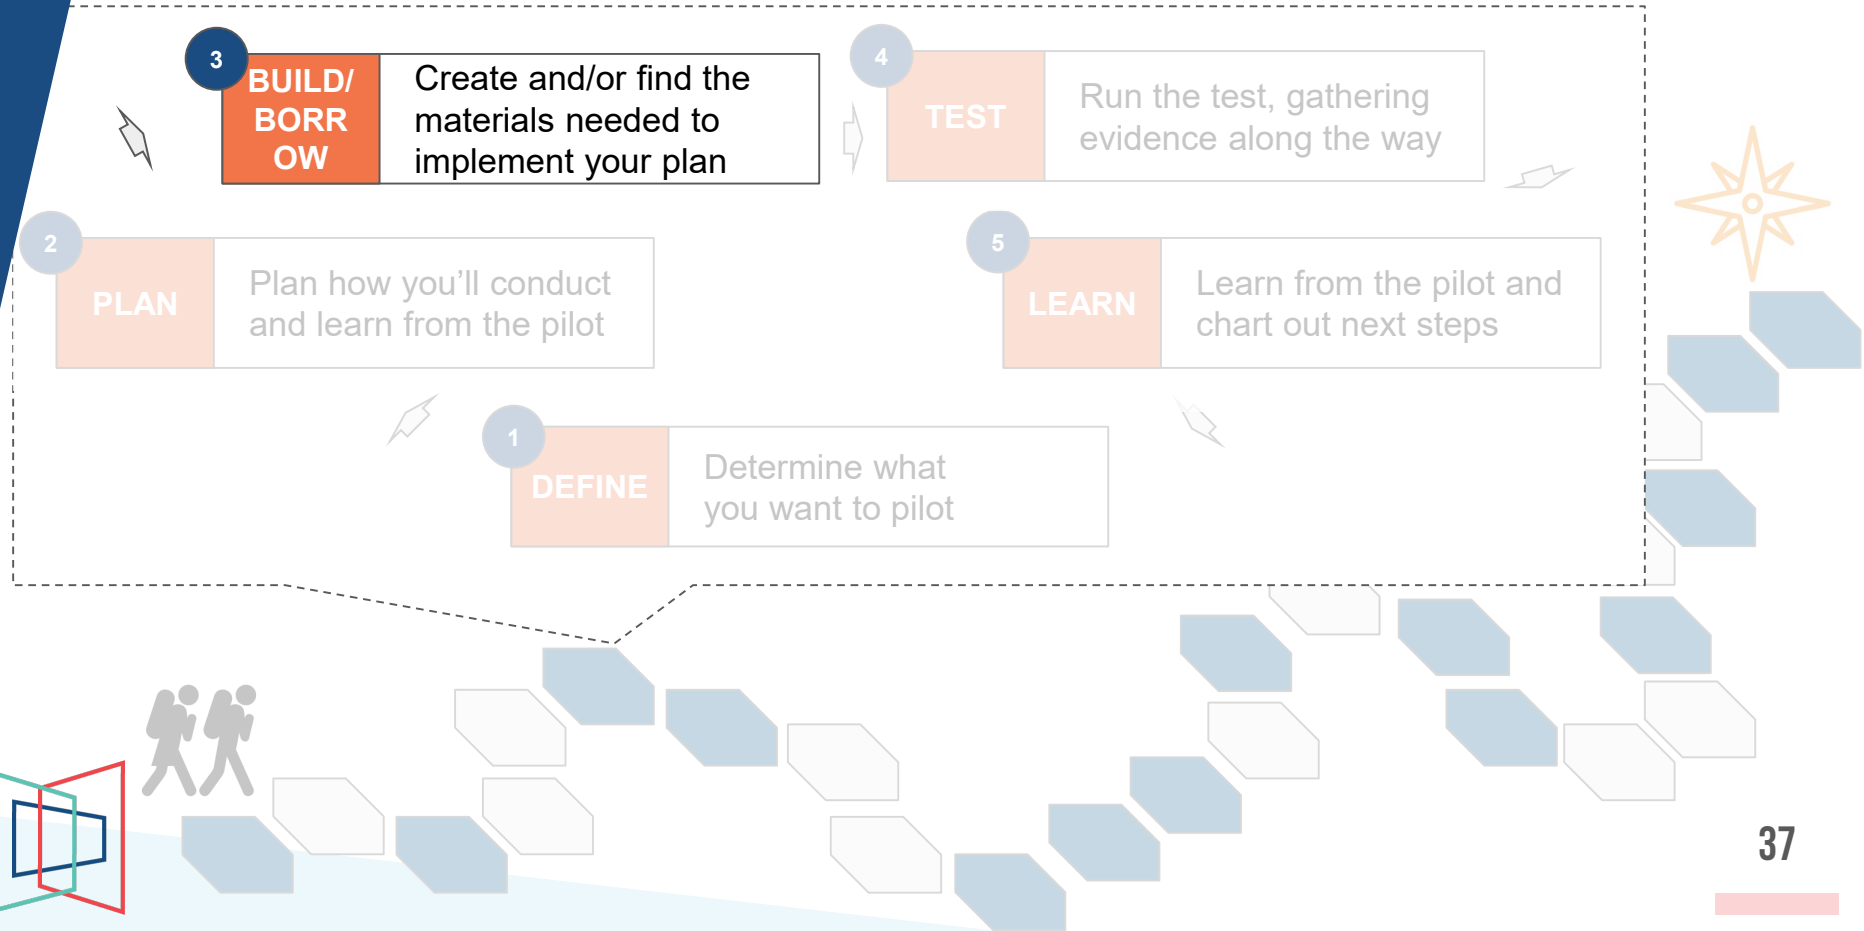 3
BUILD/
BORR
OW
Create and/or find the
materials needed to
implement your plan
4
TEST
Run the test, gathering
evidence along the way
2
PLAN
Plan how you’ll conduct
and learn from the pilot
5
LEARN
Learn from the pilot and
chart out next steps
1
DEFINE
Determine what
you want to pilot
37